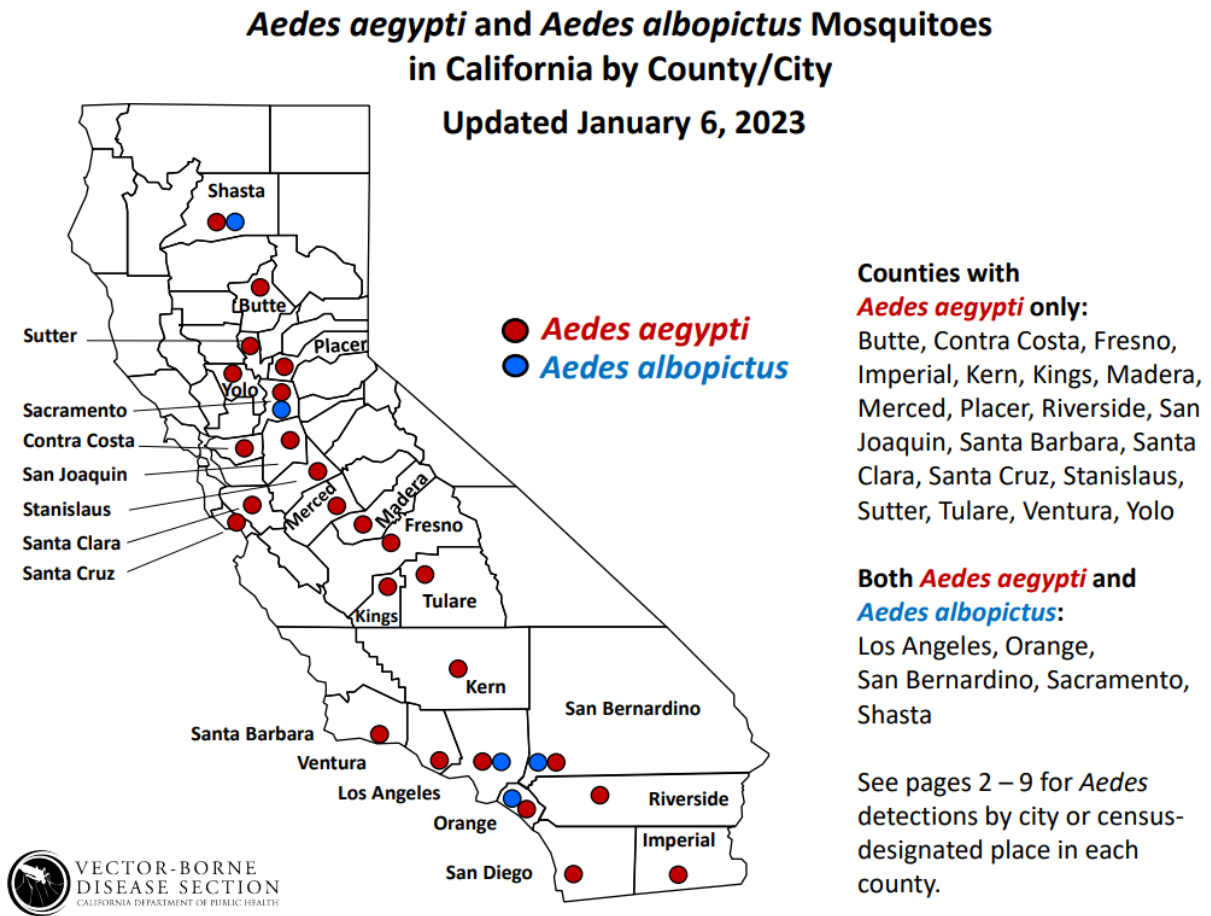 Aedes aegypti and Aedes albopictus Mosquitoes
in California by County/City
Updated January 6, 2023
Shasta
Butte
Sutter
Placer
Yolo
Sacramento
Contra Costa
San Joaquin
Stanislaus
Merced
Madera
Santa Clara
Fresno
Santa Cruz
Tulare
Kings
Kern
San Bernardino
Santa Barbara
Ventura
Los Angeles
Riverside
Orange
Imperial
San Diego
Aedes aegypti
Aedes albopictus
Counties with
Aedes aegypti only:
Butte, Contra Costa, Fresno,
Imperial, Kern, Kings, Madera,
Merced, Placer, Riverside, San
Joaquin, Santa Barbara, Santa
Clara, Santa Cruz, Stanislaus,
Sutter, Tulare, Ventura, Yolo
Both Aedes aegypti and
Aedes albopictus:
Los Angeles, Orange,
San Bernardino, Sacramento,
Shasta
See pages 2 – 9 for Aedes
detections by city or census-
designated place in each
county.
VECTOR-BORNE
DISEASE SECTION
CALIFORNIA DEPARTMENT OF PUBLIC HEALTH